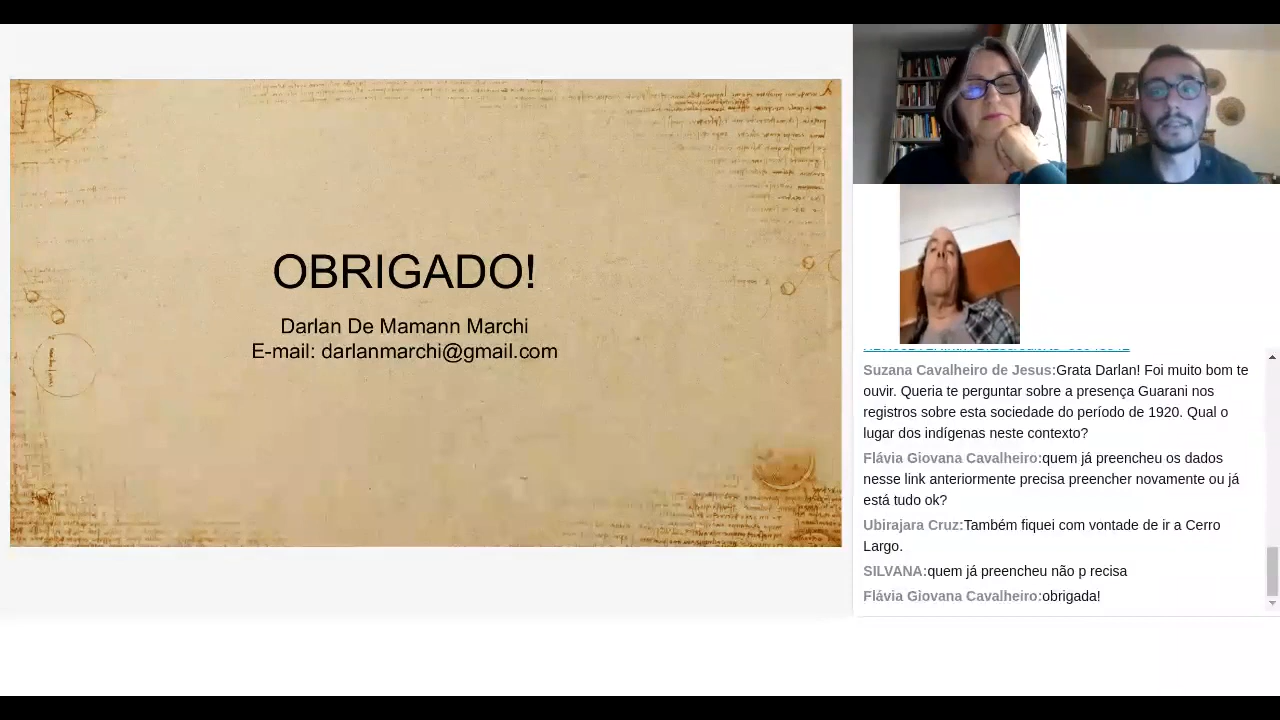 OBRIGADO!
Darlan De Mamann Marchi
E-mail: darlanmarchi@gmail.com
Suzana Cavalheiro de Jesus:Grata Darlan! Foi muito bom te
ouvir. Queria te perguntar sobre a presença Guarani nos
registros sobre esta sociedade do período de 1920. Qual o
lugar dos indígenas neste contexto?
Flávia Giovana Cavalheiro:quem já preencheu os dados
nesse link anteriormente precisa preencher novamente ou já
está tudo ok?
Ubirajara Cruz:Também fiquei com vontade de ir a Cerro
Largo.
SILVANA:quem já preencheu não p recisa
Flávia Giovana Cavalheiro:obrigada!